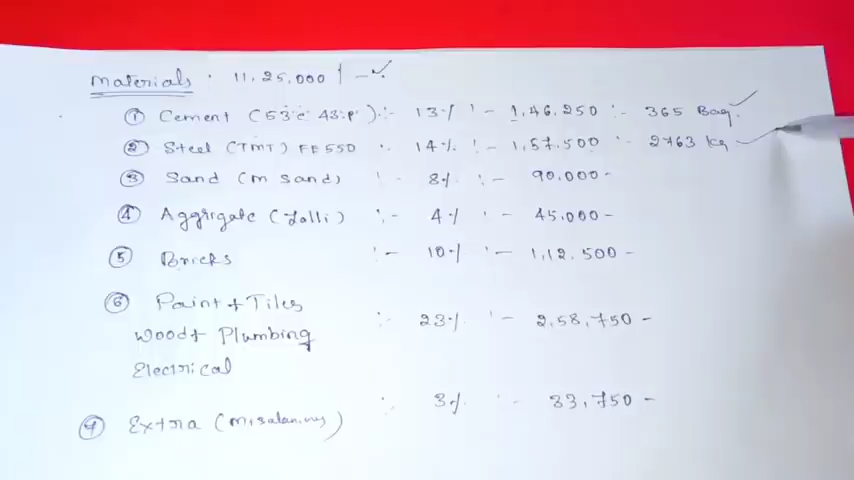 Materials : 11,25,000/- ✓
① Cement (53 & 43 P) :- 13% :- 1,46,250 :- 365 Bag ✓
② Steel (TMT) FE550 :- 14% :- 1,57,500 :- 2763 kg ✓
③ Sand (m sand) :- 8% :- 90,000-
④ Aggrigate (Jalli) :- 4% :- 45,000-
⑤ Bricks :- 10% :- 1,12,500-
⑥ Paint + Tiles
Wood + Plumbing :- 23% :- 2,58,750-
Electrical
⑦ Extra :- 3% :- 33,750-